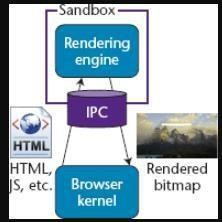 Sandbox
Rendering
engine
IPC
HTML
HTML,
JS, etc.
Rendered
bitmap
Browser
kernel